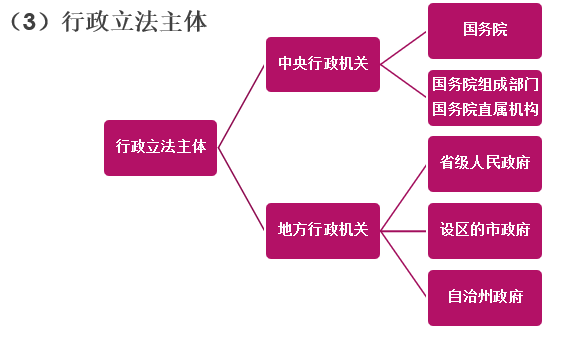 （3）行政立法主体
行政立法主体
中央行政机关
国务院
国务院组成部门
国务院直属机构
地方行政机关
省级人民政府
设区的市政府
自治州政府